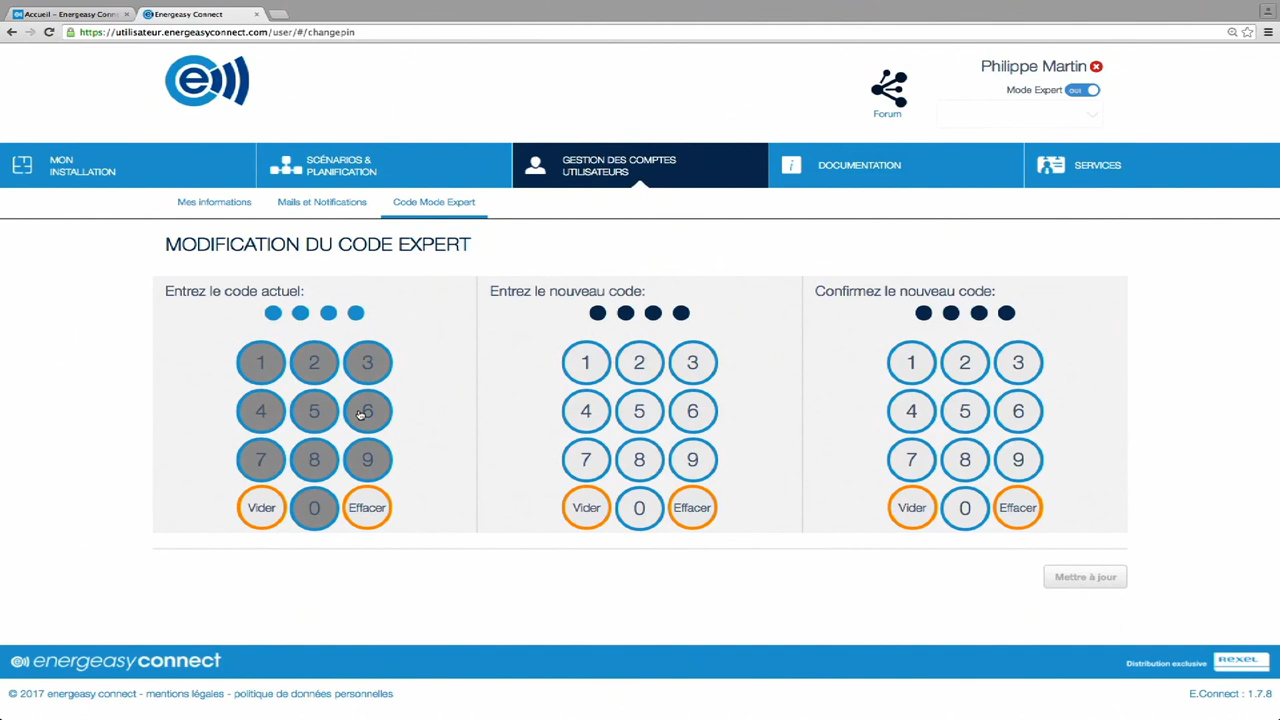 Accueil – Energeasy Conn
Energeasy Connect
https://utilisateur.energeasyconnect.com/user/#/changepin
Philippe Martin
Mode Expert OUI
Forum
MON INSTALLATION
SCÉNARIOS & PLANIFICATION
GESTION DES COMPTES UTILISATEURS
DOCUMENTATION
SERVICES
Mes informations
Mails et Notifications
Code Mode Expert
MODIFICATION DU CODE EXPERT
Entrez le code actuel:
1 2 3
4 5 6
7 8 9
Vider 0 Effacer
Entrez le nouveau code:
1 2 3
4 5 6
7 8 9
Vider 0 Effacer
Confirmez le nouveau code:
1 2 3
4 5 6
7 8 9
Vider 0 Effacer
Mettre à jour
energeasyconnect
Distribution exclusive REXEL
© 2017 energeasy connect - mentions légales - politique de données personnelles
E.Connect : 1.7.8